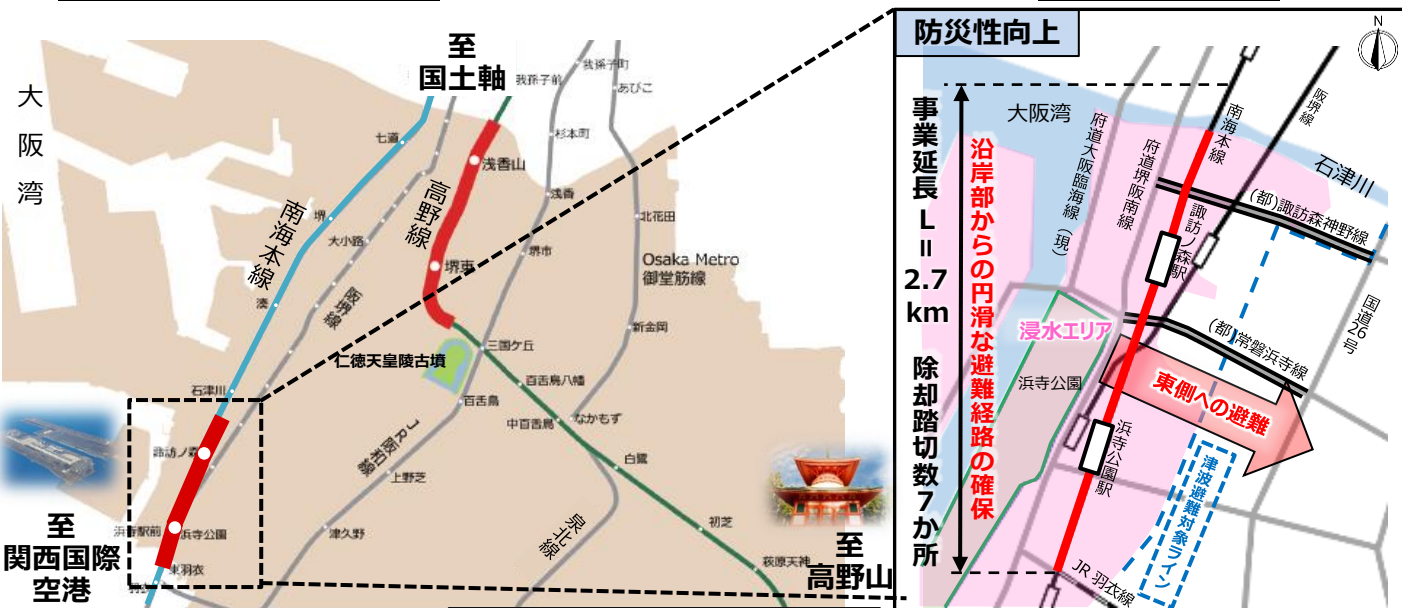 至
国土軸
我孫子前
我孫子町
あびこ
大阪湾
七道
杉本町
浅香山
高野線
浅香
南海本線
堺
大小路
北花田
堺東
堺市
Osaka Metro
御堂筋線
阪堺線
湊
新金岡
三国ケ丘
仁徳天皇陵古墳
百舌鳥八幡
石津川
百舌鳥
中百舌鳥
なかもず
JR阪和線
諏訪ノ森
白鷺
上野芝
浜寺駅前
浜寺公園
津久野
泉北線
初芝
至
関西国際
空港
東羽衣
羽衣
至
高野山
萩原天神
防災性向上
N
事業延長 L=2.7km 除却踏切数7か所
沿岸部からの円滑な避難経路の確保
大阪湾
府道大阪臨海線(現)
府道堺阪南線
南海本線
阪堺線
石津川
(都)諏訪森神野線
諏訪ノ森駅
国道26号
浸水エリア
(都)常磐浜寺線
浜寺公園
東側への避難
浜寺公園駅
津波避難対象ライン
JR 羽衣線